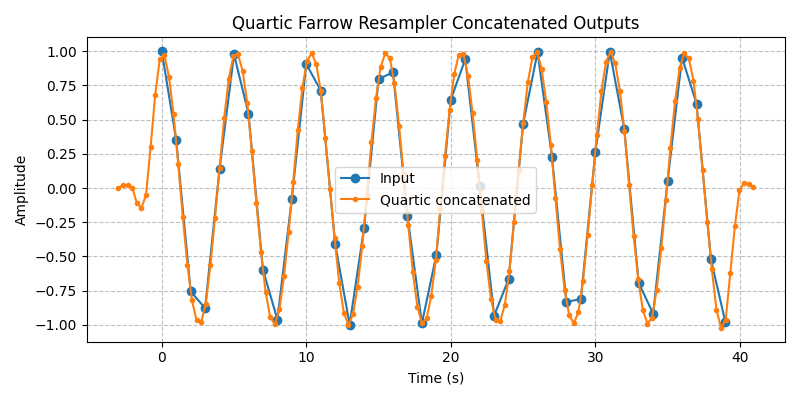 Quartic Farrow Resampler Concatenated Outputs
1.00
0.75
0.50
0.25
0.00
−0.25
−0.50
−0.75
−1.00
Amplitude
Input
Quartic concatenated
0
10
20
30
40
Time (s)